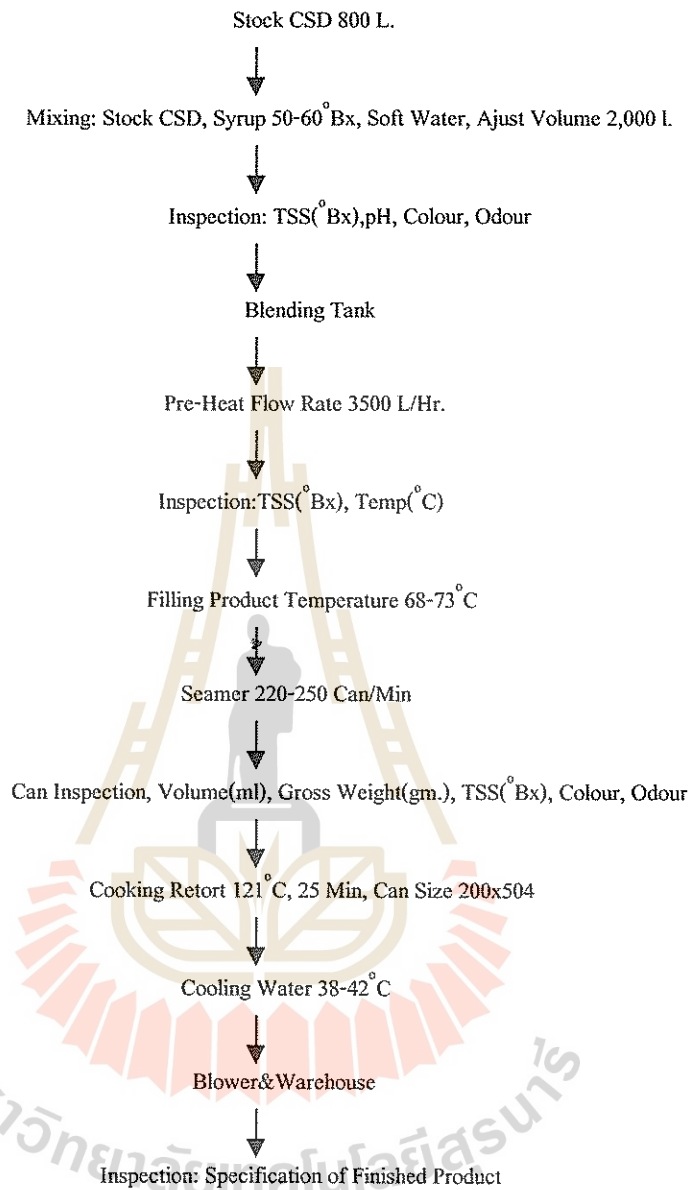 Stock CSD 800 L.
Mixing: Stock CSD, Syrup 50-60°Bx, Soft Water, Ajust Volume 2,000 l.
Inspection: TSS(°Bx),pH, Colour, Odour
Blending Tank
Pre-Heat Flow Rate 3500 L/Hr.
Inspection:TSS(°Bx), Temp(°C)
Filling Product Temperature 68-73°C
Seamer 220-250 Can/Min
Can Inspection, Volume(ml), Gross Weight(gm.), TSS(°Bx), Colour, Odour
Cooking Retort 121°C, 25 Min, Can Size 200x504
Cooling Water 38-42°C
Blower&Warehouse
Inspection: Specification of Finished Product